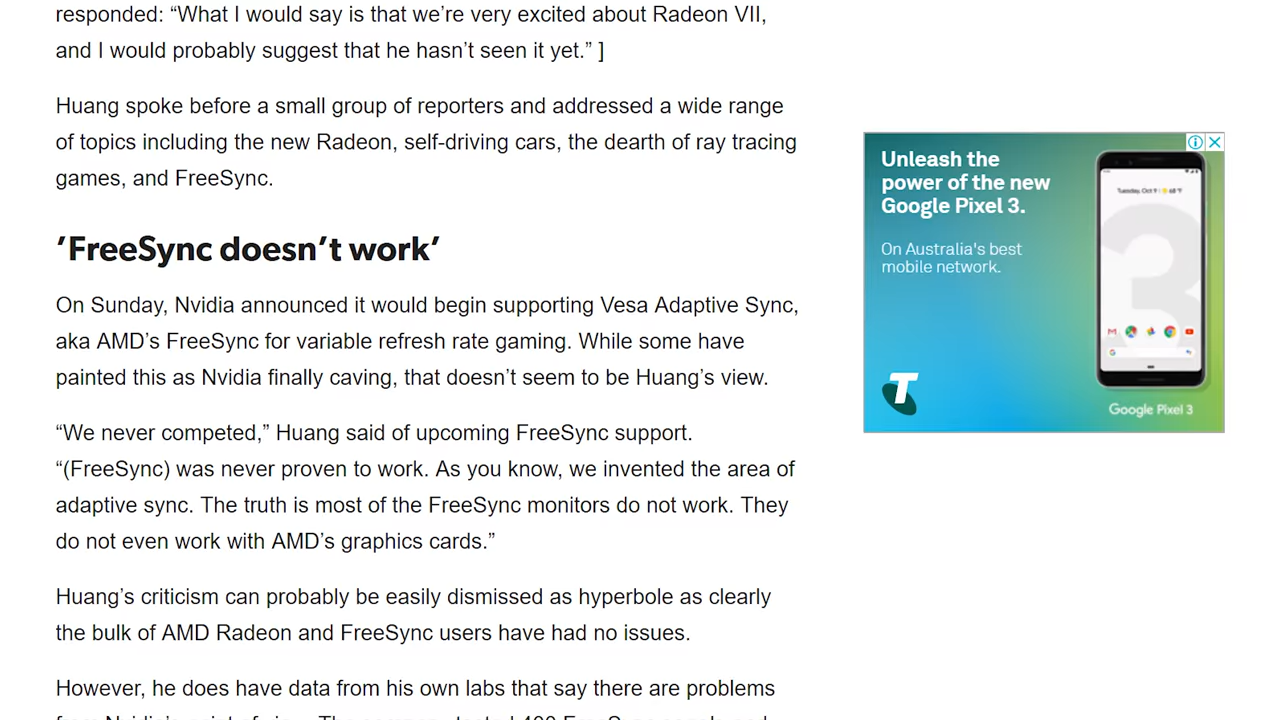 responded: “What I would say is that we’re very excited about Radeon VII,
and I would probably suggest that he hasn’t seen it yet.” ]
Huang spoke before a small group of reporters and addressed a wide range
of topics including the new Radeon, self-driving cars, the dearth of ray tracing
games, and FreeSync.
’FreeSync doesn’t work’
On Sunday, Nvidia announced it would begin supporting Vesa Adaptive Sync,
aka AMD’s FreeSync for variable refresh rate gaming. While some have
painted this as Nvidia finally caving, that doesn’t seem to be Huang’s view.
“We never competed,” Huang said of upcoming FreeSync support.
“(FreeSync) was never proven to work. As you know, we invented the area of
adaptive sync. The truth is most of the FreeSync monitors do not work. They
do not even work with AMD’s graphics cards.”
Huang’s criticism can probably be easily dismissed as hyperbole as clearly
the bulk of AMD Radeon and FreeSync users have had no issues.
However, he does have data from his own labs that say there are problems
Unleash the
power of the new
Google Pixel 3.
On Australia's best
mobile network.
T
Tuesday, Oct 9
3
Google Pixel 3